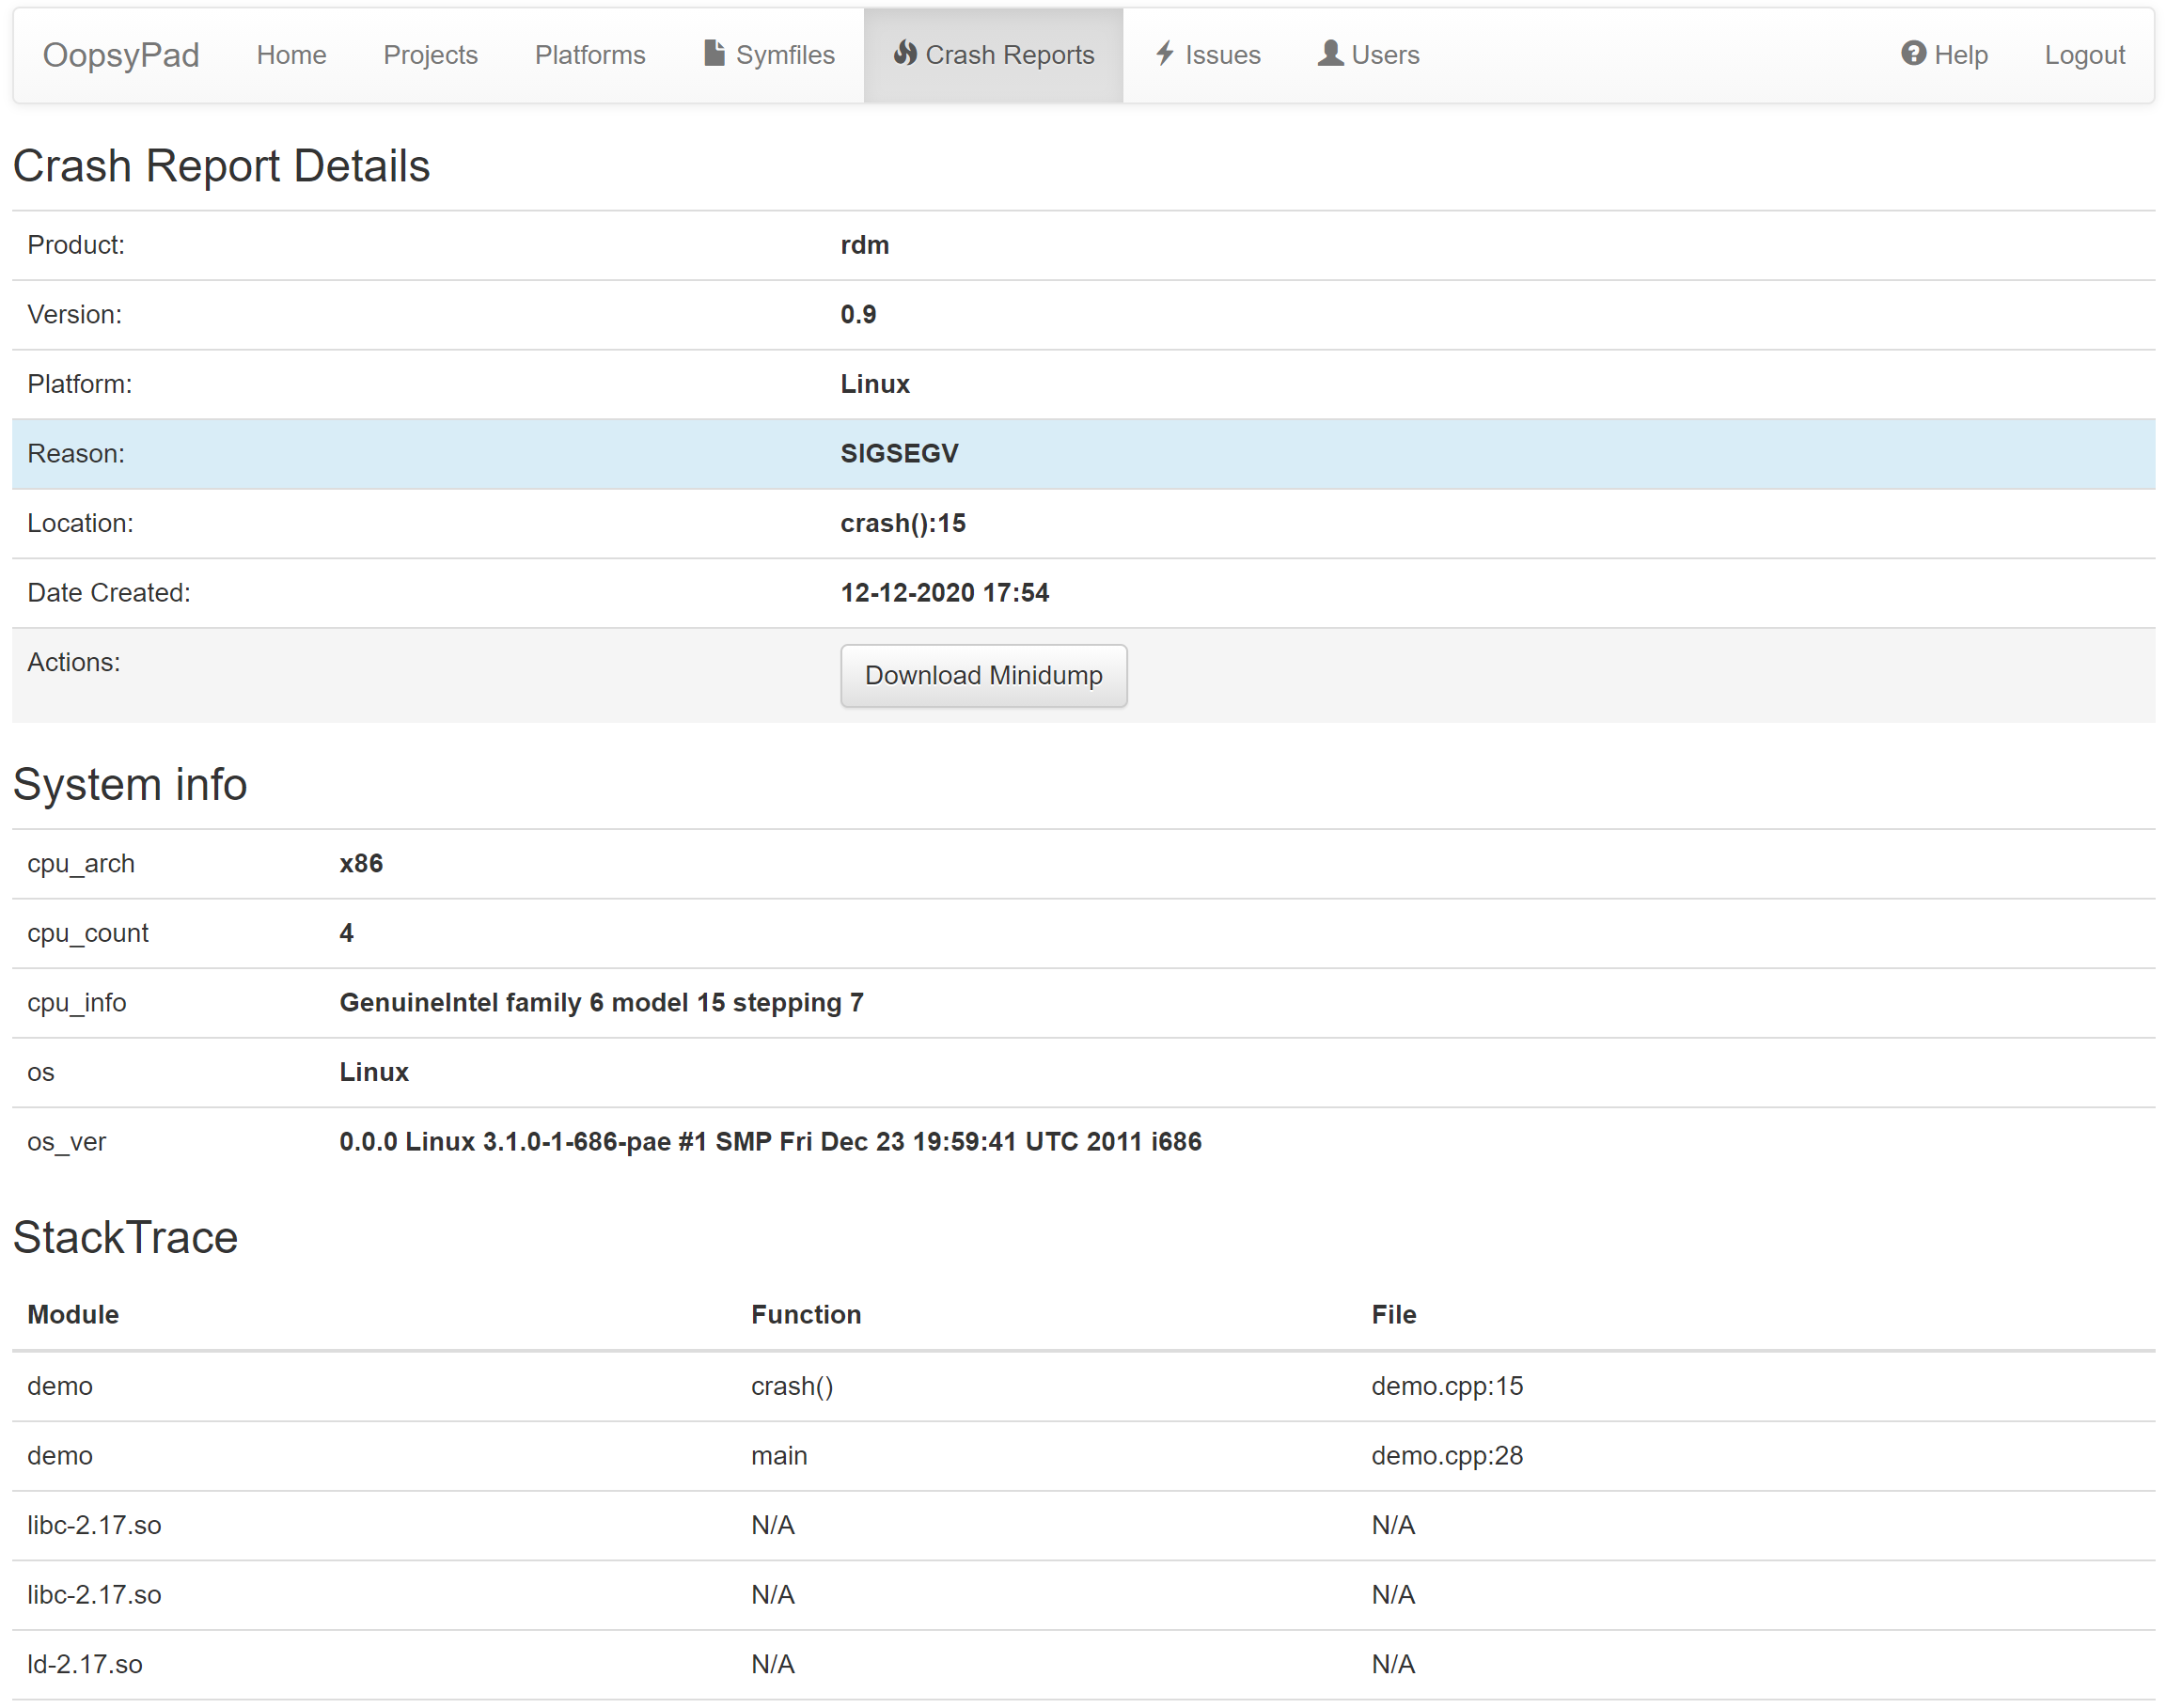 OopsyPad Home Projects Platforms Symfiles Crash Reports Issues Users Help Logout
Crash Report Details
Product: rdm
Version: 0.9
Platform: Linux
Reason: SIGSEGV
Location: crash():15
Date Created: 12-12-2020 17:54
Actions: Download Minidump
System info
cpu_arch x86
cpu_count 4
cpu_info GenuineIntel family 6 model 15 stepping 7
os Linux
os_ver 0.0.0 Linux 3.1.0-1-686-pae #1 SMP Fri Dec 23 19:59:41 UTC 2011 i686
StackTrace
Module Function File
demo crash() demo.cpp:15
demo main demo.cpp:28
libc-2.17.so N/A N/A
libc-2.17.so N/A N/A
ld-2.17.so N/A N/A